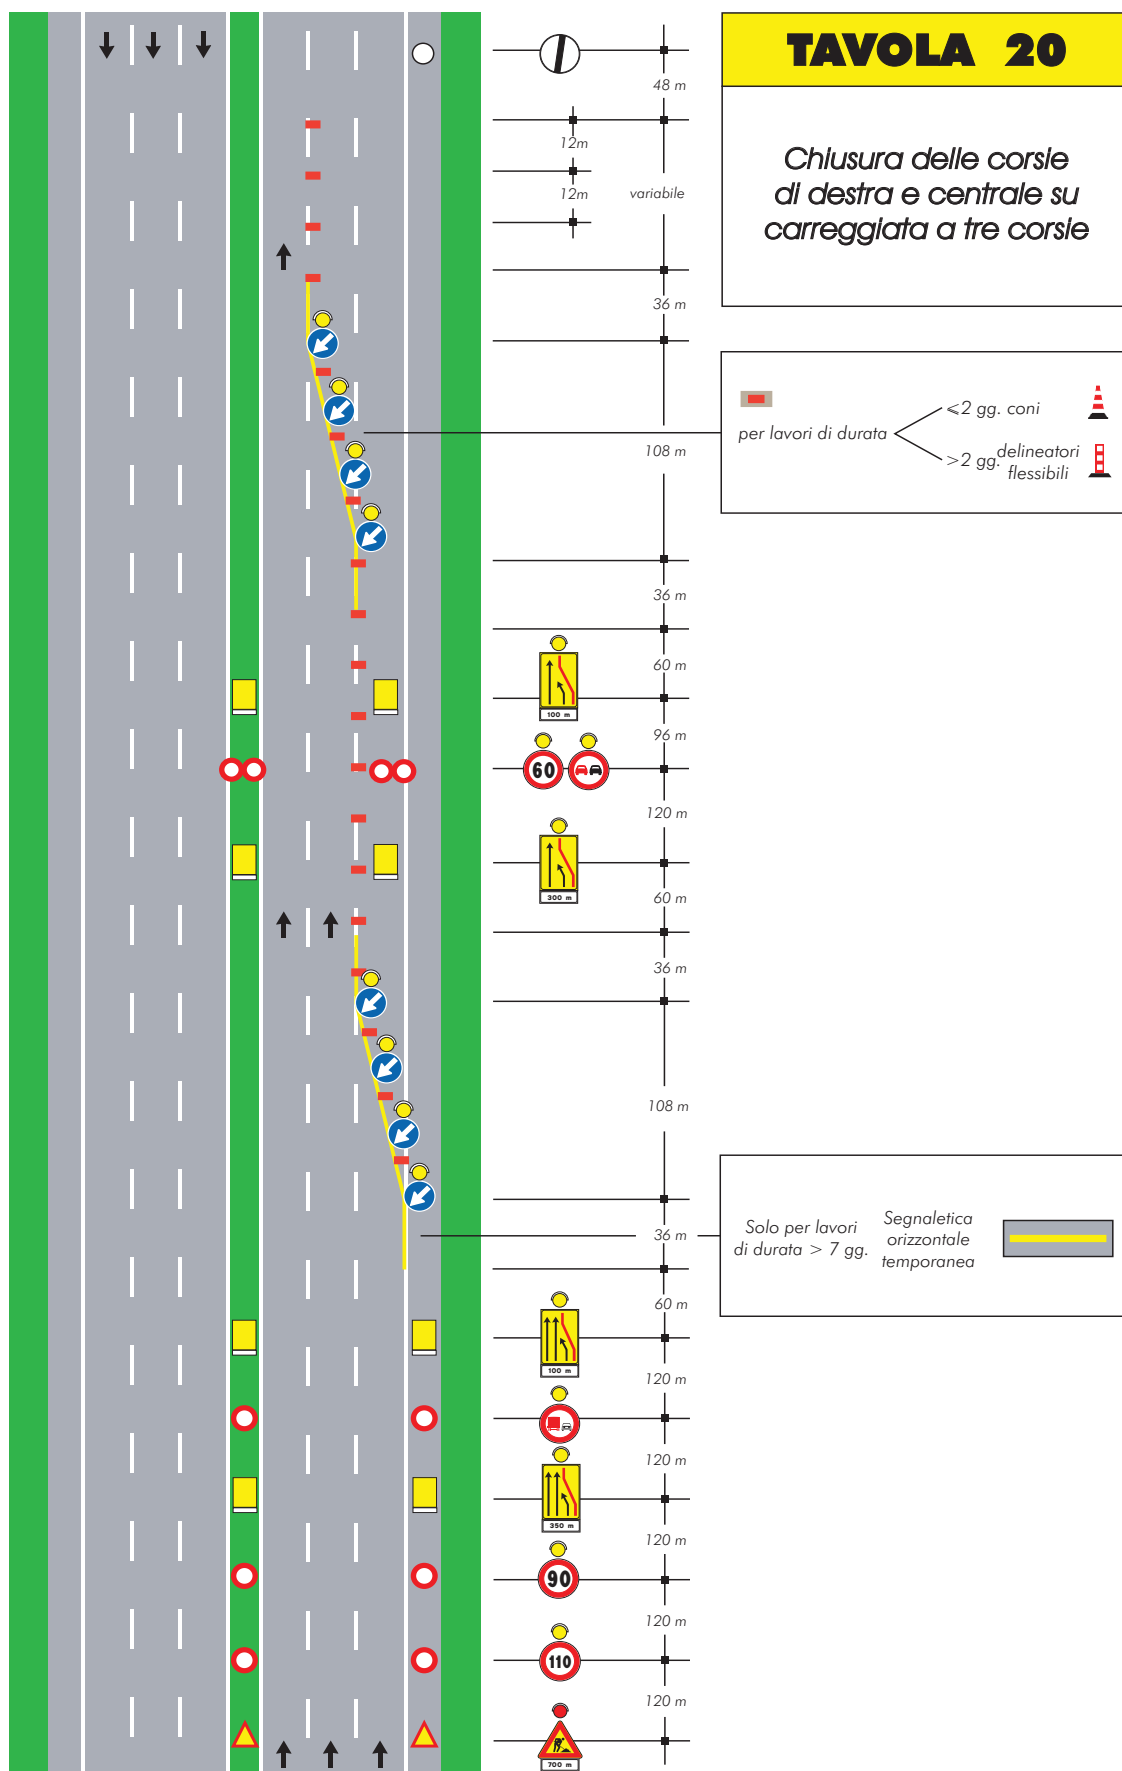 TAVOLA 20
Chiusura delle corsie
di destra e centrale su
carreggiata a tre corsie
48 m
12m
12m
variabile
36 m
⩽2 gg. coni
per lavori di durata
>2 gg. delineatori
flessibili
108 m
36 m
60 m
100 m
96 m
60
120 m
300 m
60 m
36 m
108 m
Solo per lavori
di durata > 7 gg.
Segnaletica
orizzontale
temporanea
36 m
60 m
100 m
120 m
120 m
350 m
120 m
90
120 m
110
120 m
700 m